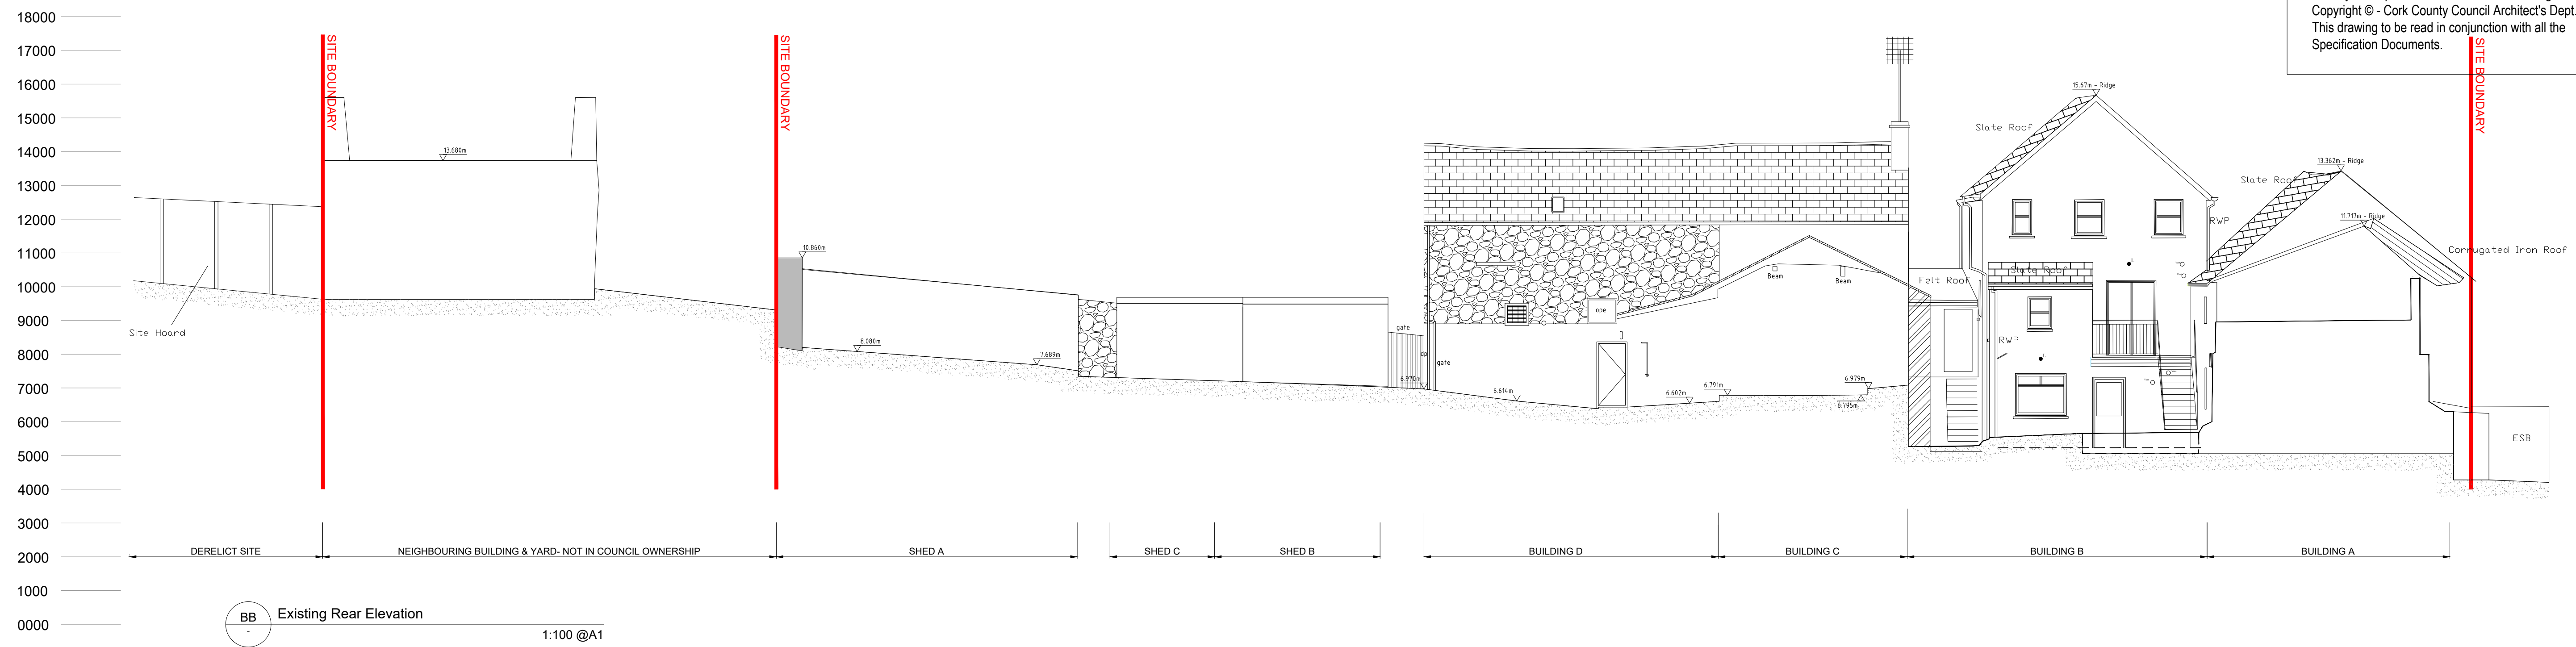 Copyright © - Cork County Council Architect's Dept.
This drawing to be read in conjunction with all the
Specification Documents.
18000
17000
16000
15000
14000
13000
12000
11000
10000
9000
8000
7000
6000
5000
4000
3000
2000
1000
0000
SITE BOUNDARY
SITE BOUNDARY
SITE BOUNDARY
13.680m
Site Hoard
10.860m
8.080m
7.689m
gate
dp
gate
6.970m
6.614m
ope
6.602m
6.791m
6.979m
6.795m
Beam
Beam
Felt Roof
Slate Roof
15.67m - Ridge
RWP
Slate Roof
RWP
Slate Roof
13.362m - Ridge
11.717m - Ridge
Corrugated Iron Roof
ESB
DERELICT SITE
NEIGHBOURING BUILDING & YARD- NOT IN COUNCIL OWNERSHIP
SHED A
SHED C
SHED B
BUILDING D
BUILDING C
BUILDING B
BUILDING A
BB
-
Existing Rear Elevation
1:100 @A1